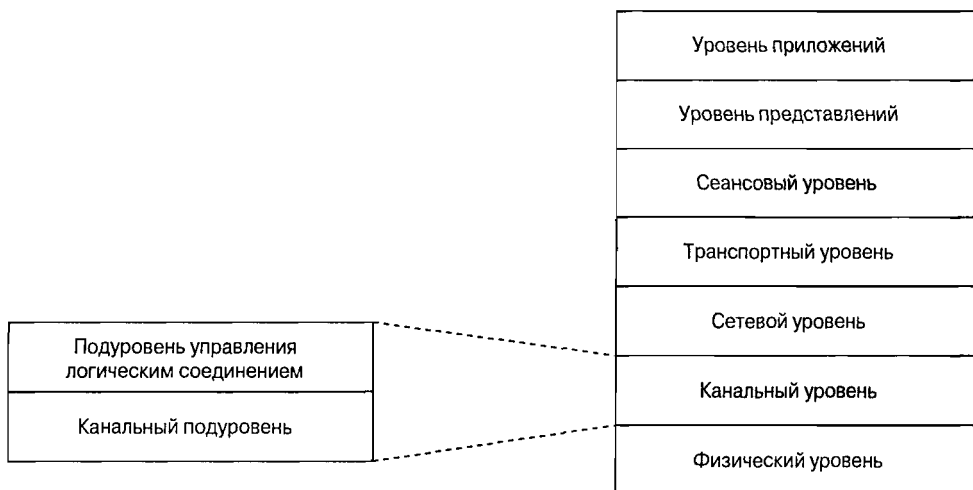 Уровень приложений
Уровень представлений
Сеансовый уровень
Транспортный уровень
Сетевой уровень
Канальный уровень
Физический уровень
Подуровень управления
логическим соединением
Канальный подуровень